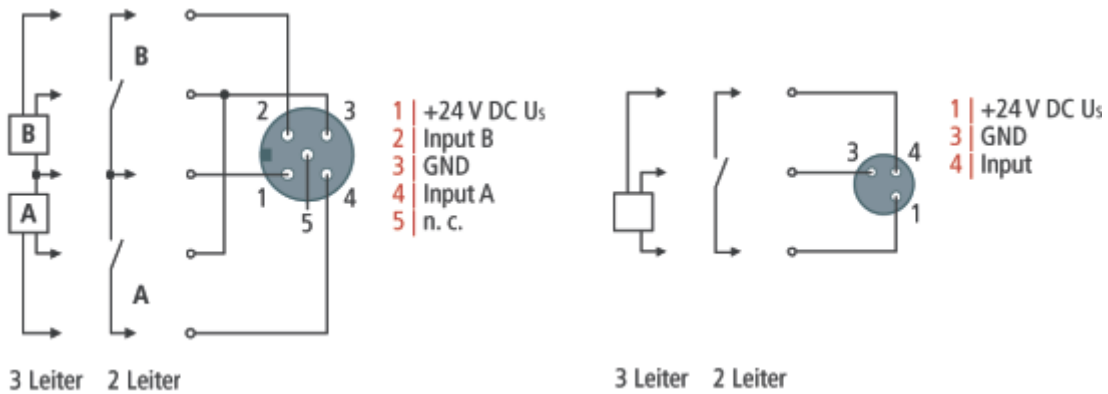 B
B
A
A
2
3
1
4
5
1 | +24 V DC Us
2 | Input B
3 | GND
4 | Input A
5 | n. c.
3 Leiter 2 Leiter
3
4
1
1 | +24 V DC Us
3 | GND
4 | Input
3 Leiter 2 Leiter